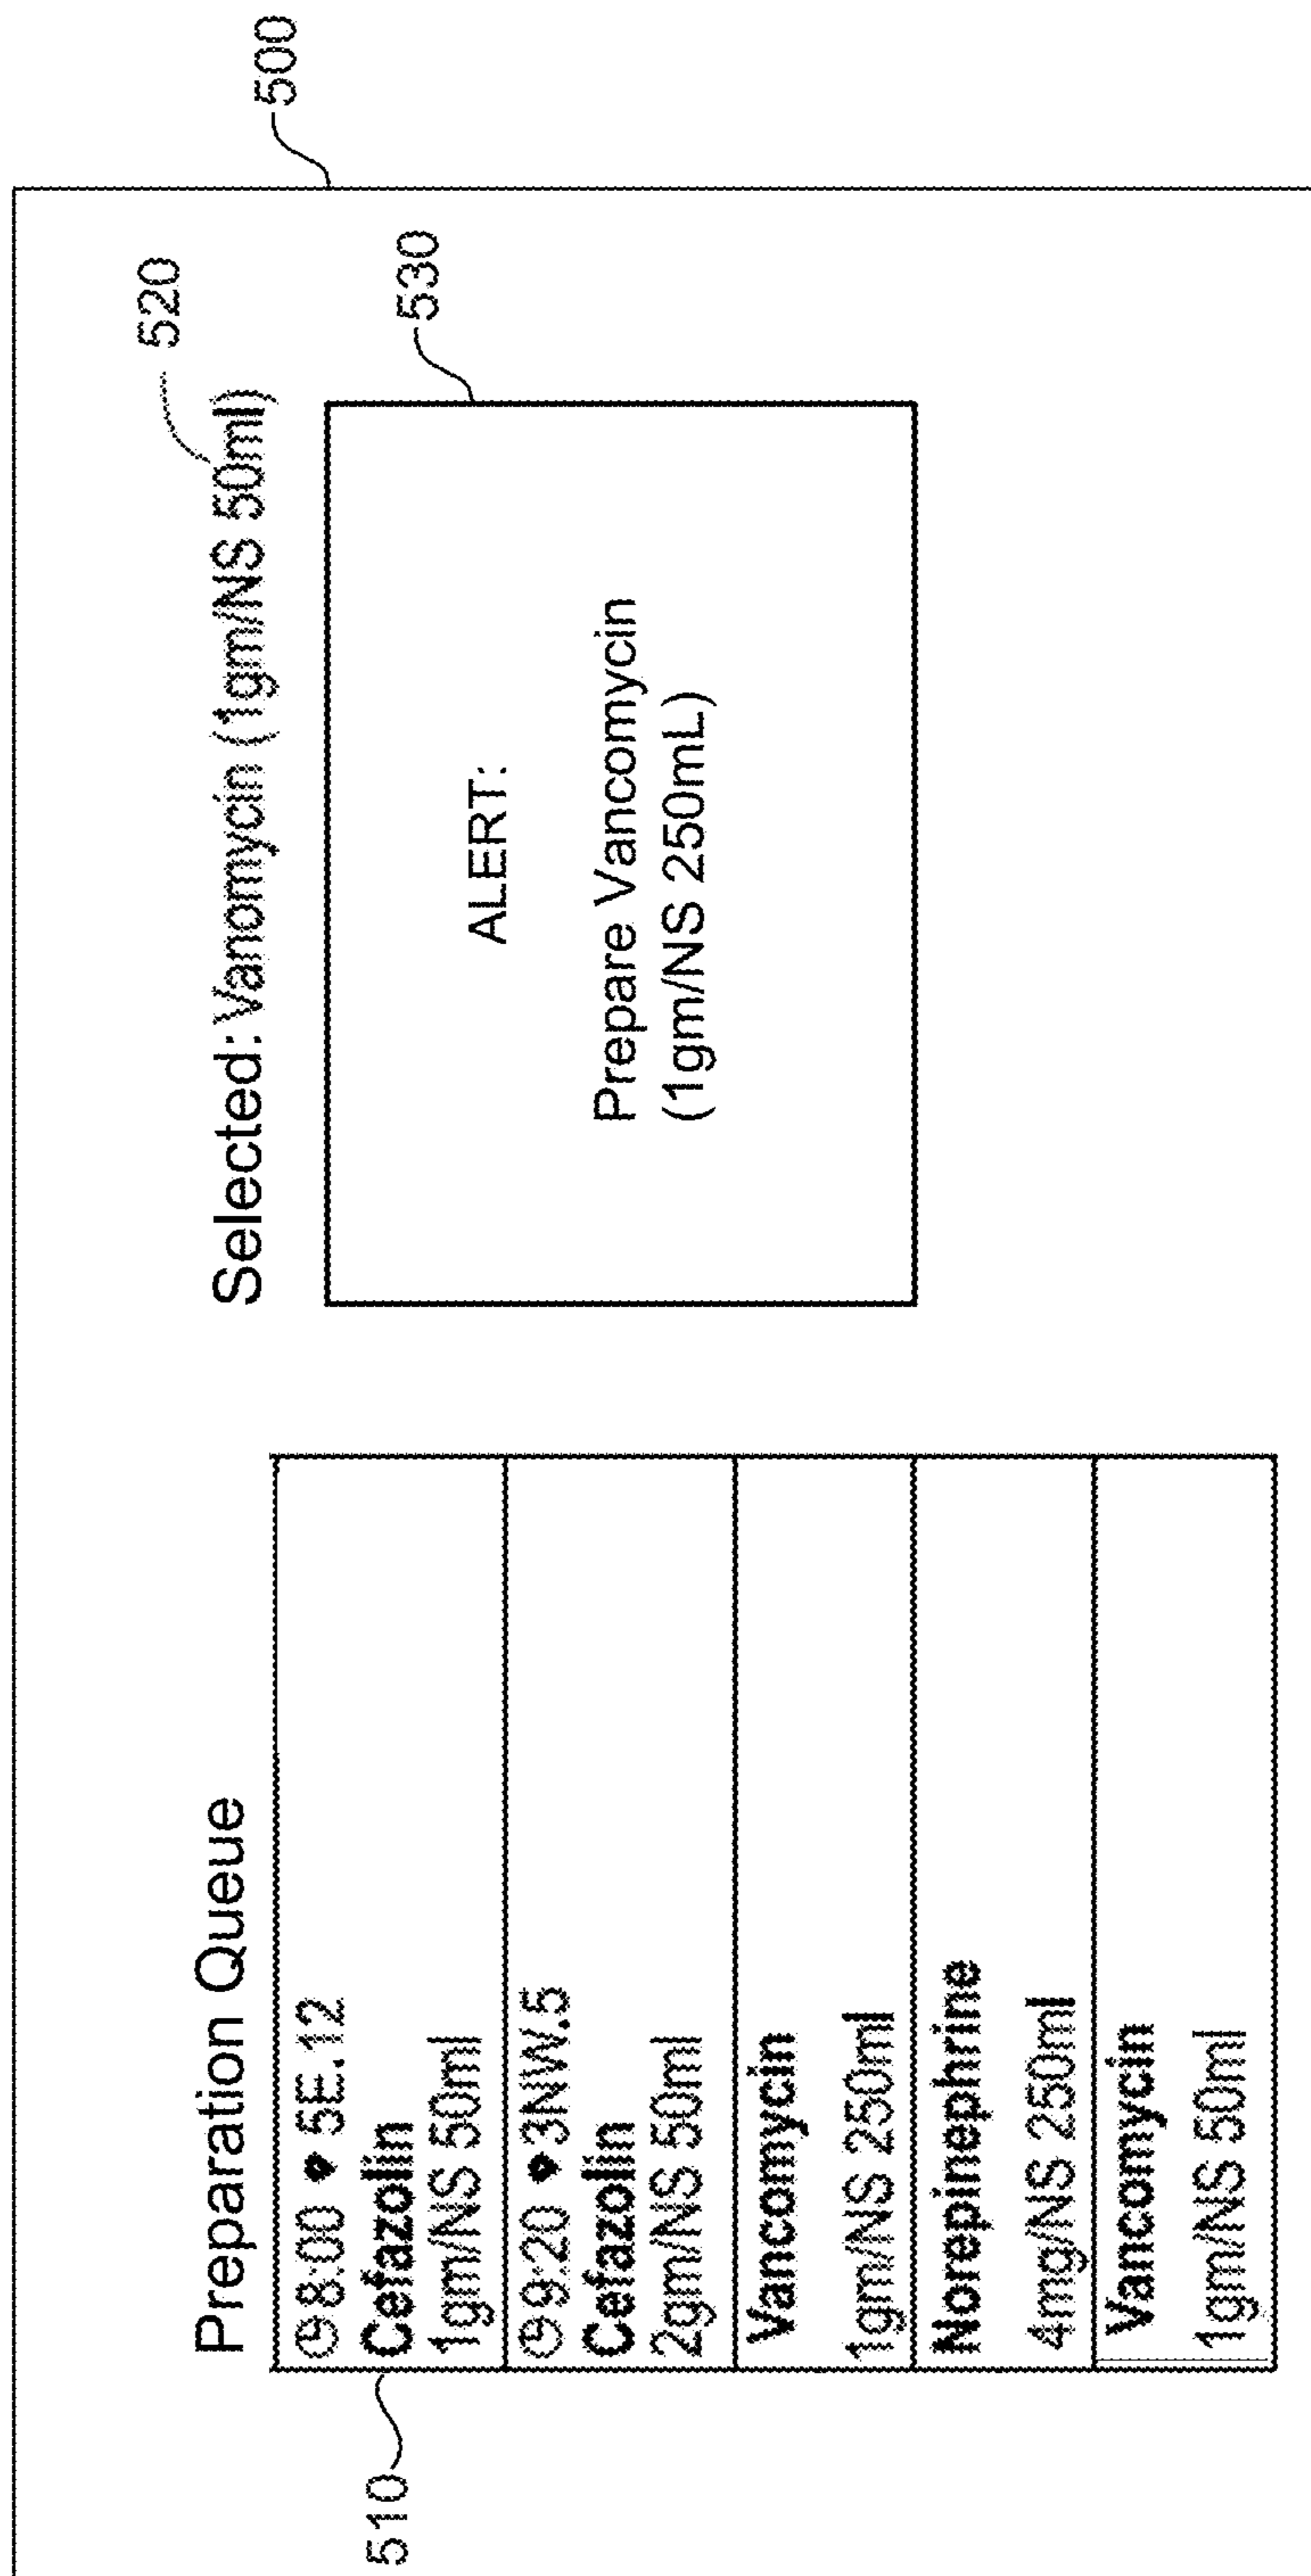 500
Preparation Queue
510
8:00 5E.12
Cefazolin
1gm/NS 50ml
9:20 3NW.5
Cefazolin
2gm/NS 50ml
Vancomycin
1gm/NS 250ml
Norepinephrine
4mg/NS 250ml
Vancomycin
1gm/NS 50ml
520
Selected: Vanomycin (1gm/NS 50ml)
530
ALERT:
Prepare Vancomycin
(1gm/NS 250mL)